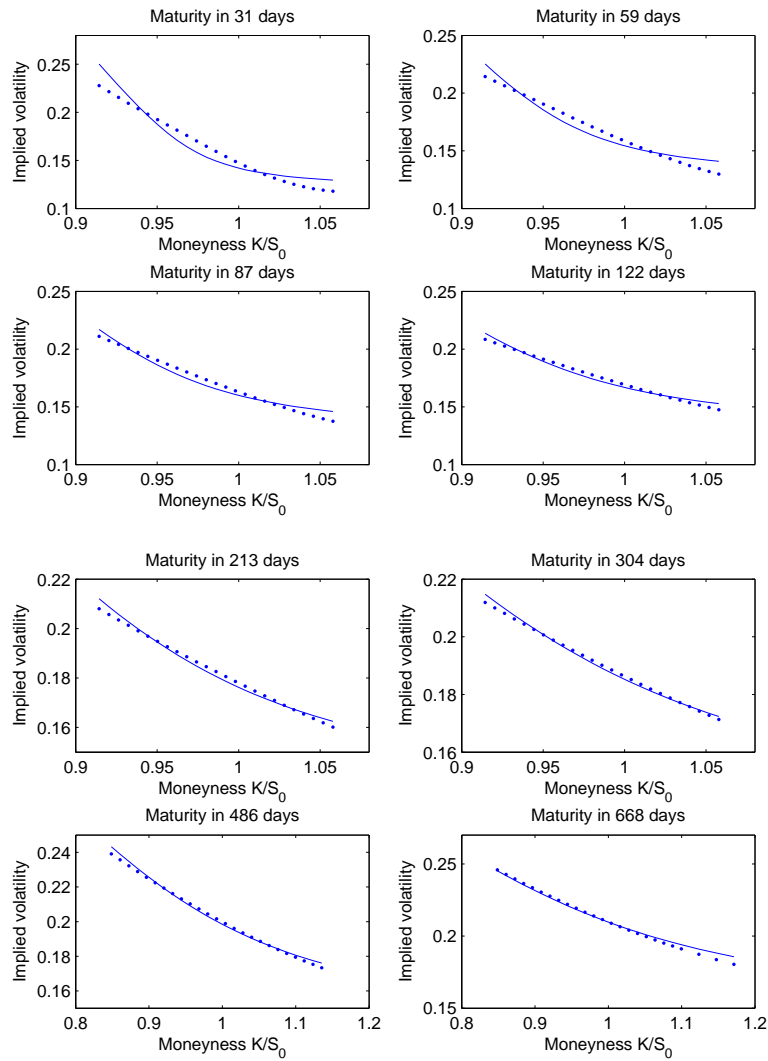 Maturity in 31 days
Implied volatility
0.25
0.2
0.15
0.1
0.9 0.95 1 1.05
Moneyness K/S0
Maturity in 59 days
Implied volatility
0.25
0.2
0.15
0.1
0.9 0.95 1 1.05
Moneyness K/S0
Maturity in 87 days
Implied volatility
0.25
0.2
0.15
0.1
0.9 0.95 1 1.05
Moneyness K/S0
Maturity in 122 days
Implied volatility
0.25
0.2
0.15
0.1
0.9 0.95 1 1.05
Moneyness K/S0
Maturity in 213 days
Implied volatility
0.22
0.2
0.18
0.16
0.9 0.95 1 1.05
Moneyness K/S0
Maturity in 304 days
Implied volatility
0.22
0.2
0.18
0.16
0.9 0.95 1 1.05
Moneyness K/S0
Maturity in 486 days
Implied volatility
0.24
0.22
0.2
0.18
0.16
0.8 0.9 1 1.1 1.2
Moneyness K/S0
Maturity in 668 days
Implied volatility
0.25
0.2
0.15
0.8 0.9 1 1.1 1.2
Moneyness K/S0